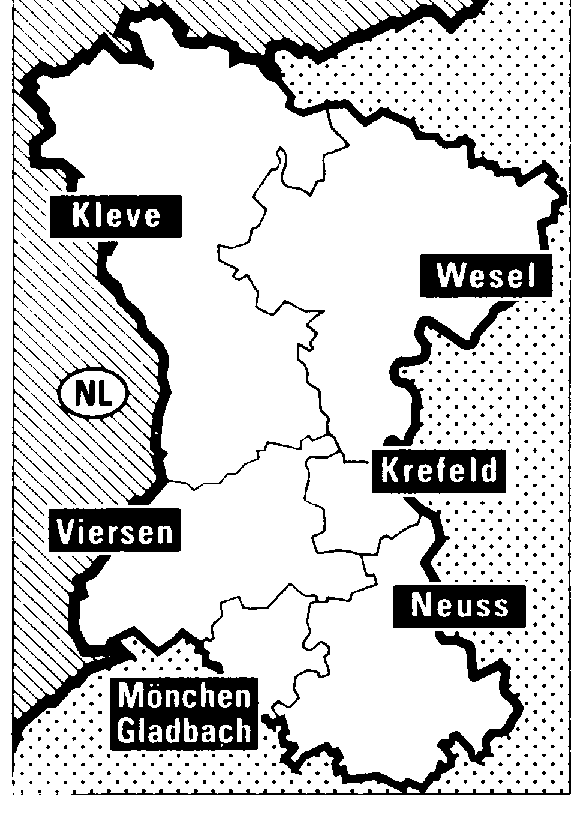 Kleve
Wesel
NL
Krefeld
Viersen
Neuss
Mönchen
Gladbach